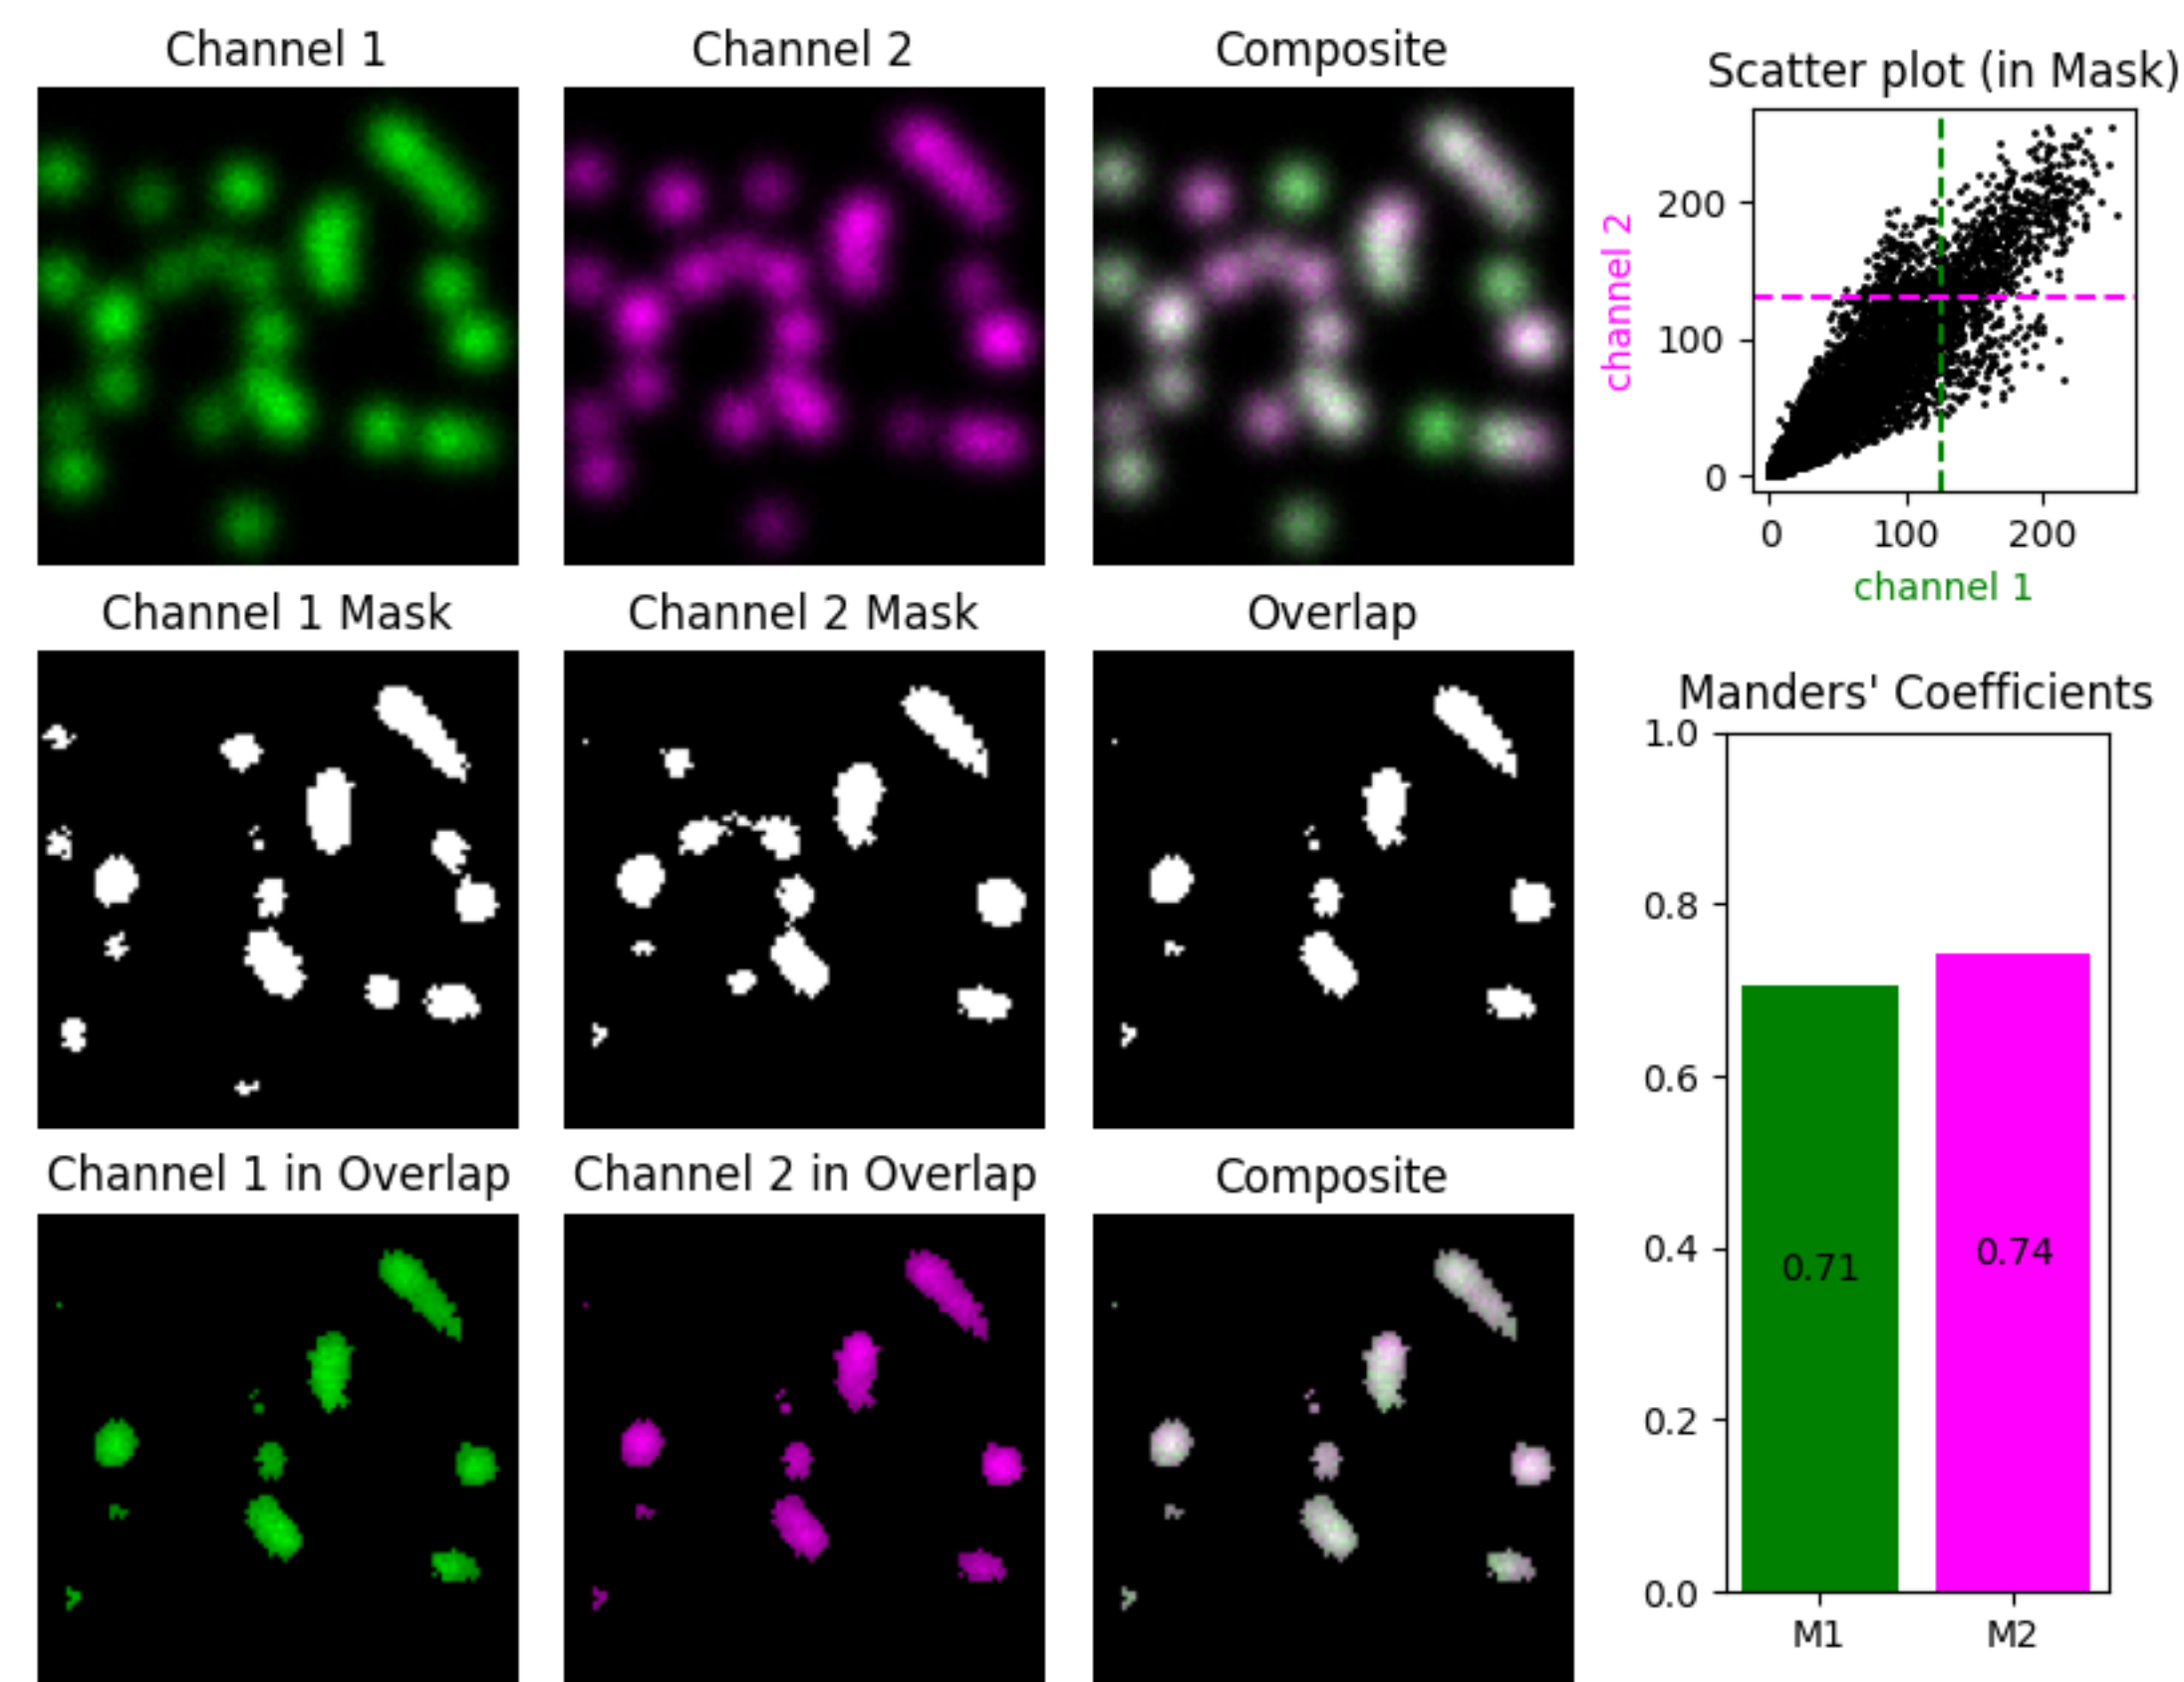 Channel 1
Channel 2
Composite
Scatter plot (in Mask)
channel 2
200
100
0
0
100
200
channel 1
Channel 1 Mask
Channel 2 Mask
Overlap
Manders' Coefficients
1.0
0.8
0.6
0.4
0.2
0.0
0.71
0.74
M1
M2
Channel 1 in Overlap
Channel 2 in Overlap
Composite